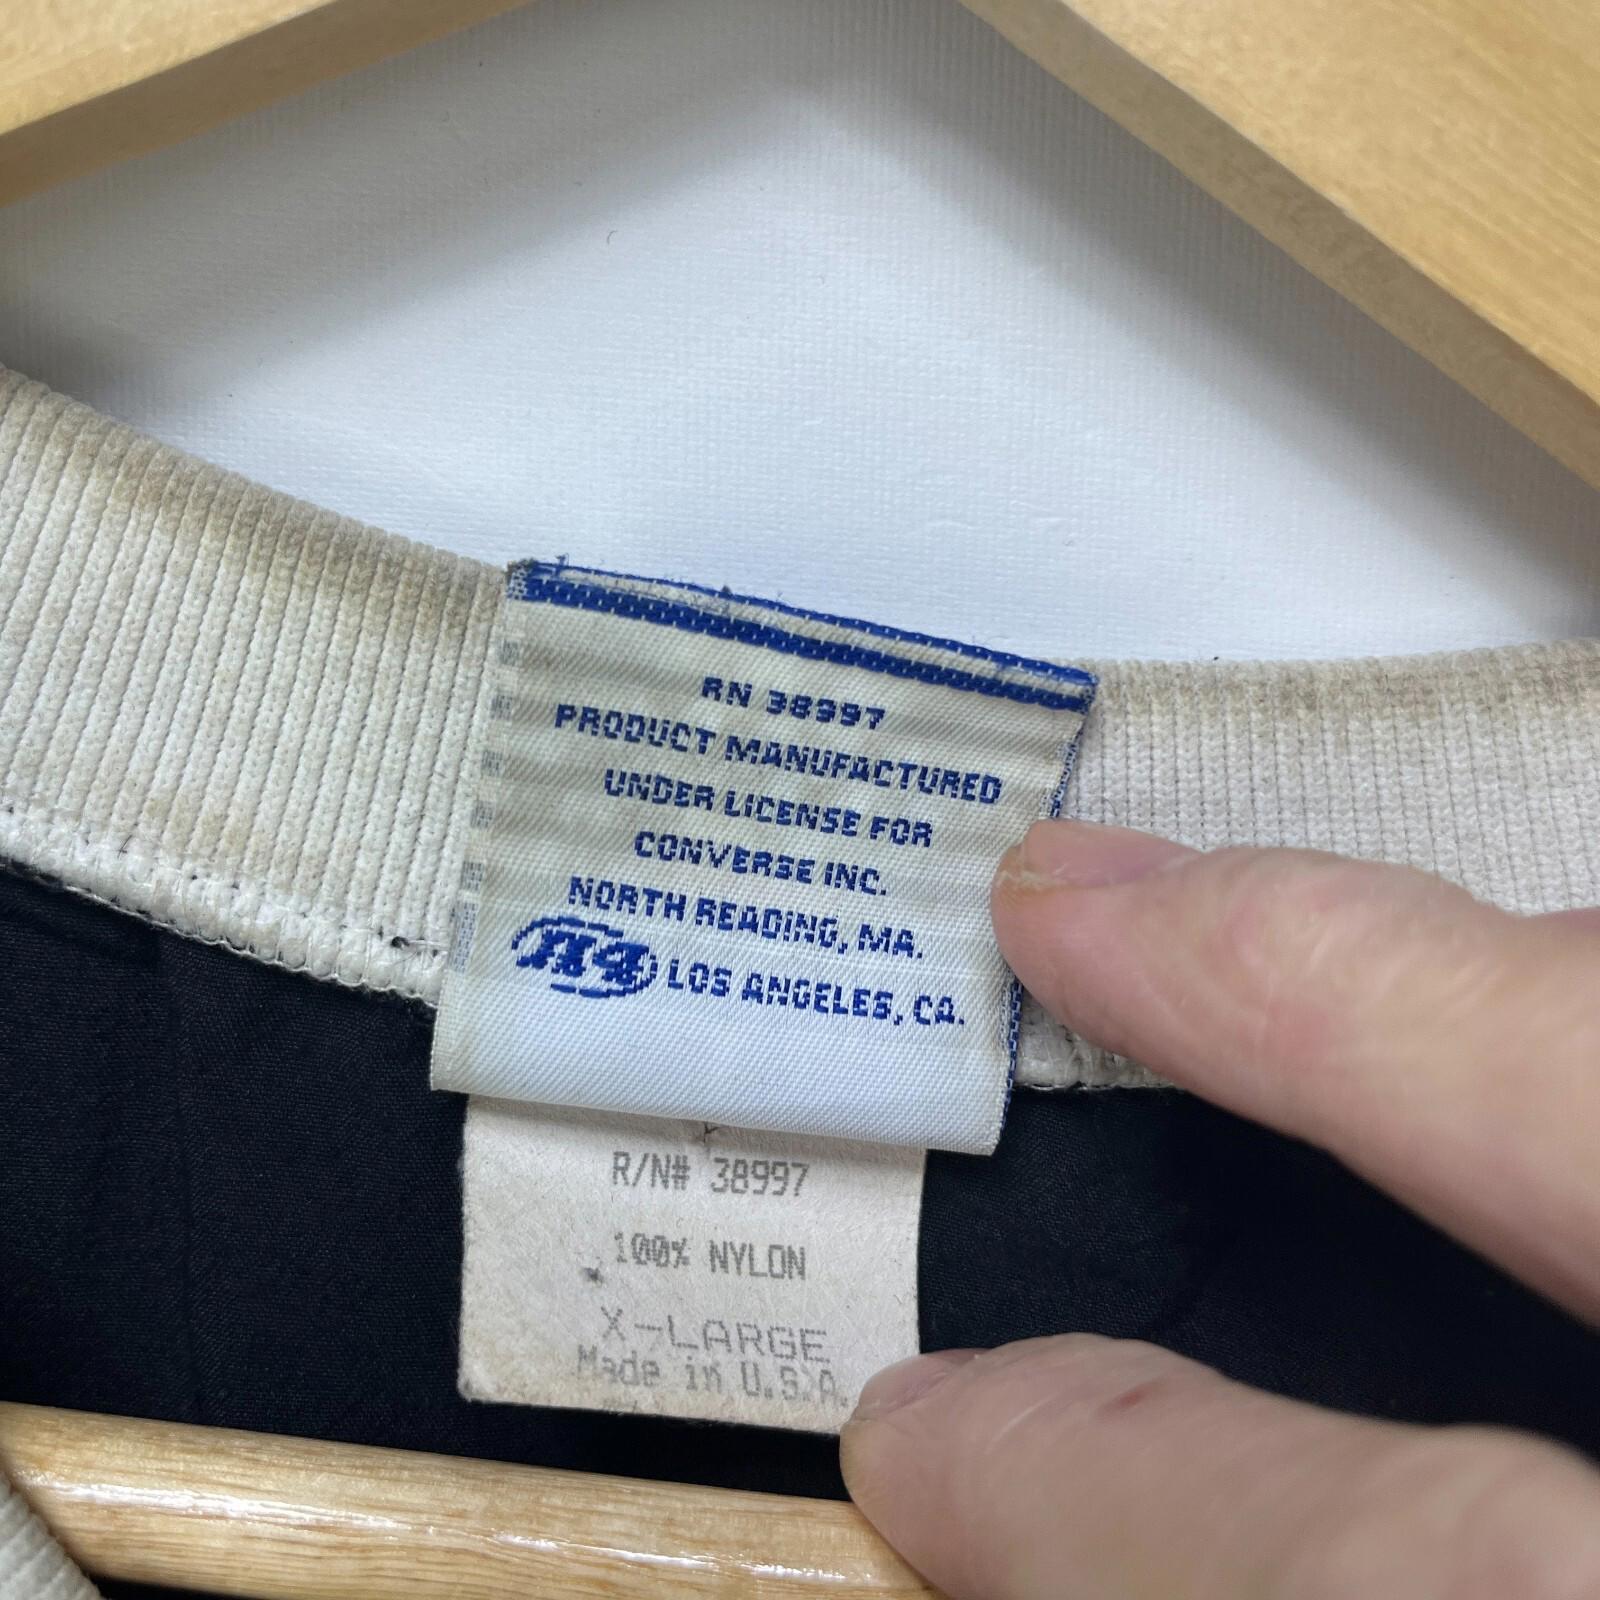 RN 38997
PRODUCT MANUFACTURED
UNDER LICENSE FOR
CONVERSE INC.
NORTH READING, MA.
LOS ANGELES, CA.
R/N# 38997
100% NYLON
X-LARGE
Made in U.S.A.